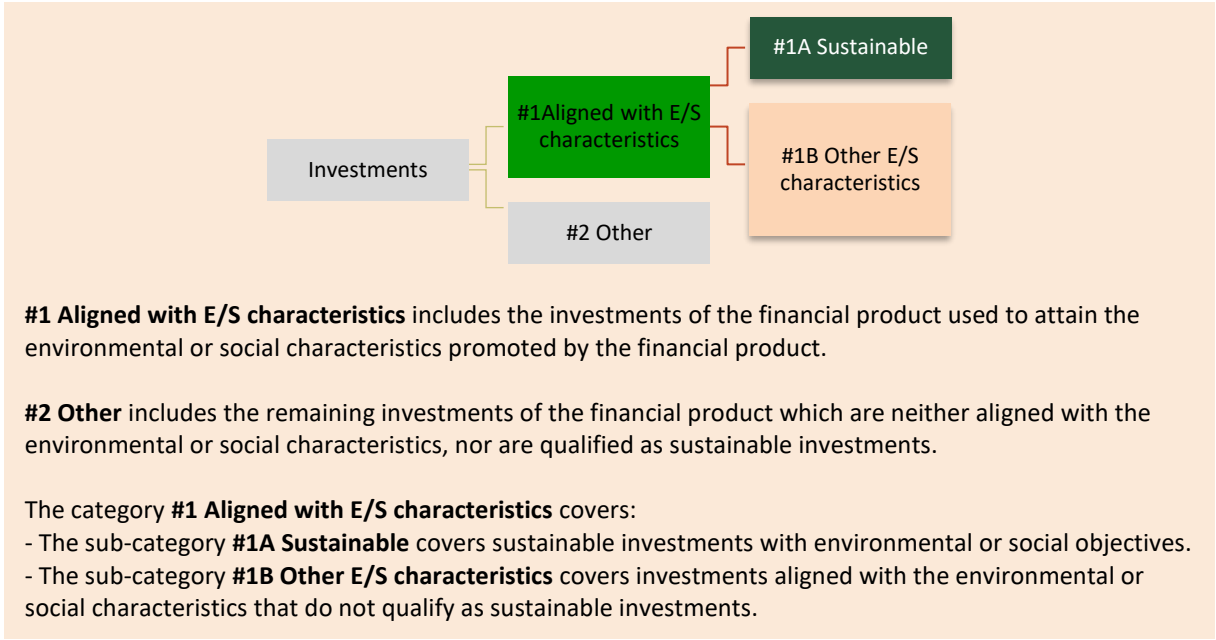 #1A Sustainable
#1Aligned with E/S
characteristics
#1B Other E/S
characteristics
Investments
#2 Other
#1 Aligned with E/S characteristics includes the investments of the financial product used to attain the
environmental or social characteristics promoted by the financial product.
#2 Other includes the remaining investments of the financial product which are neither aligned with the
environmental or social characteristics, nor are qualified as sustainable investments.
The category #1 Aligned with E/S characteristics covers:
- The sub-category #1A Sustainable covers sustainable investments with environmental or social objectives.
- The sub-category #1B Other E/S characteristics covers investments aligned with the environmental or
social characteristics that do not qualify as sustainable investments.